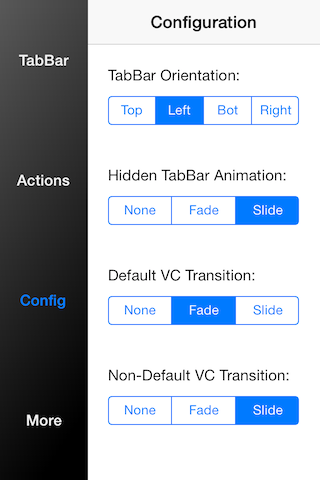 TabBar
Actions
Config
More
Configuration
TabBar Orientation:
Top Left Bot Right
Hidden TabBar Animation:
None Fade Slide
Default VC Transition:
None Fade Slide
Non-Default VC Transition:
None Fade Slide